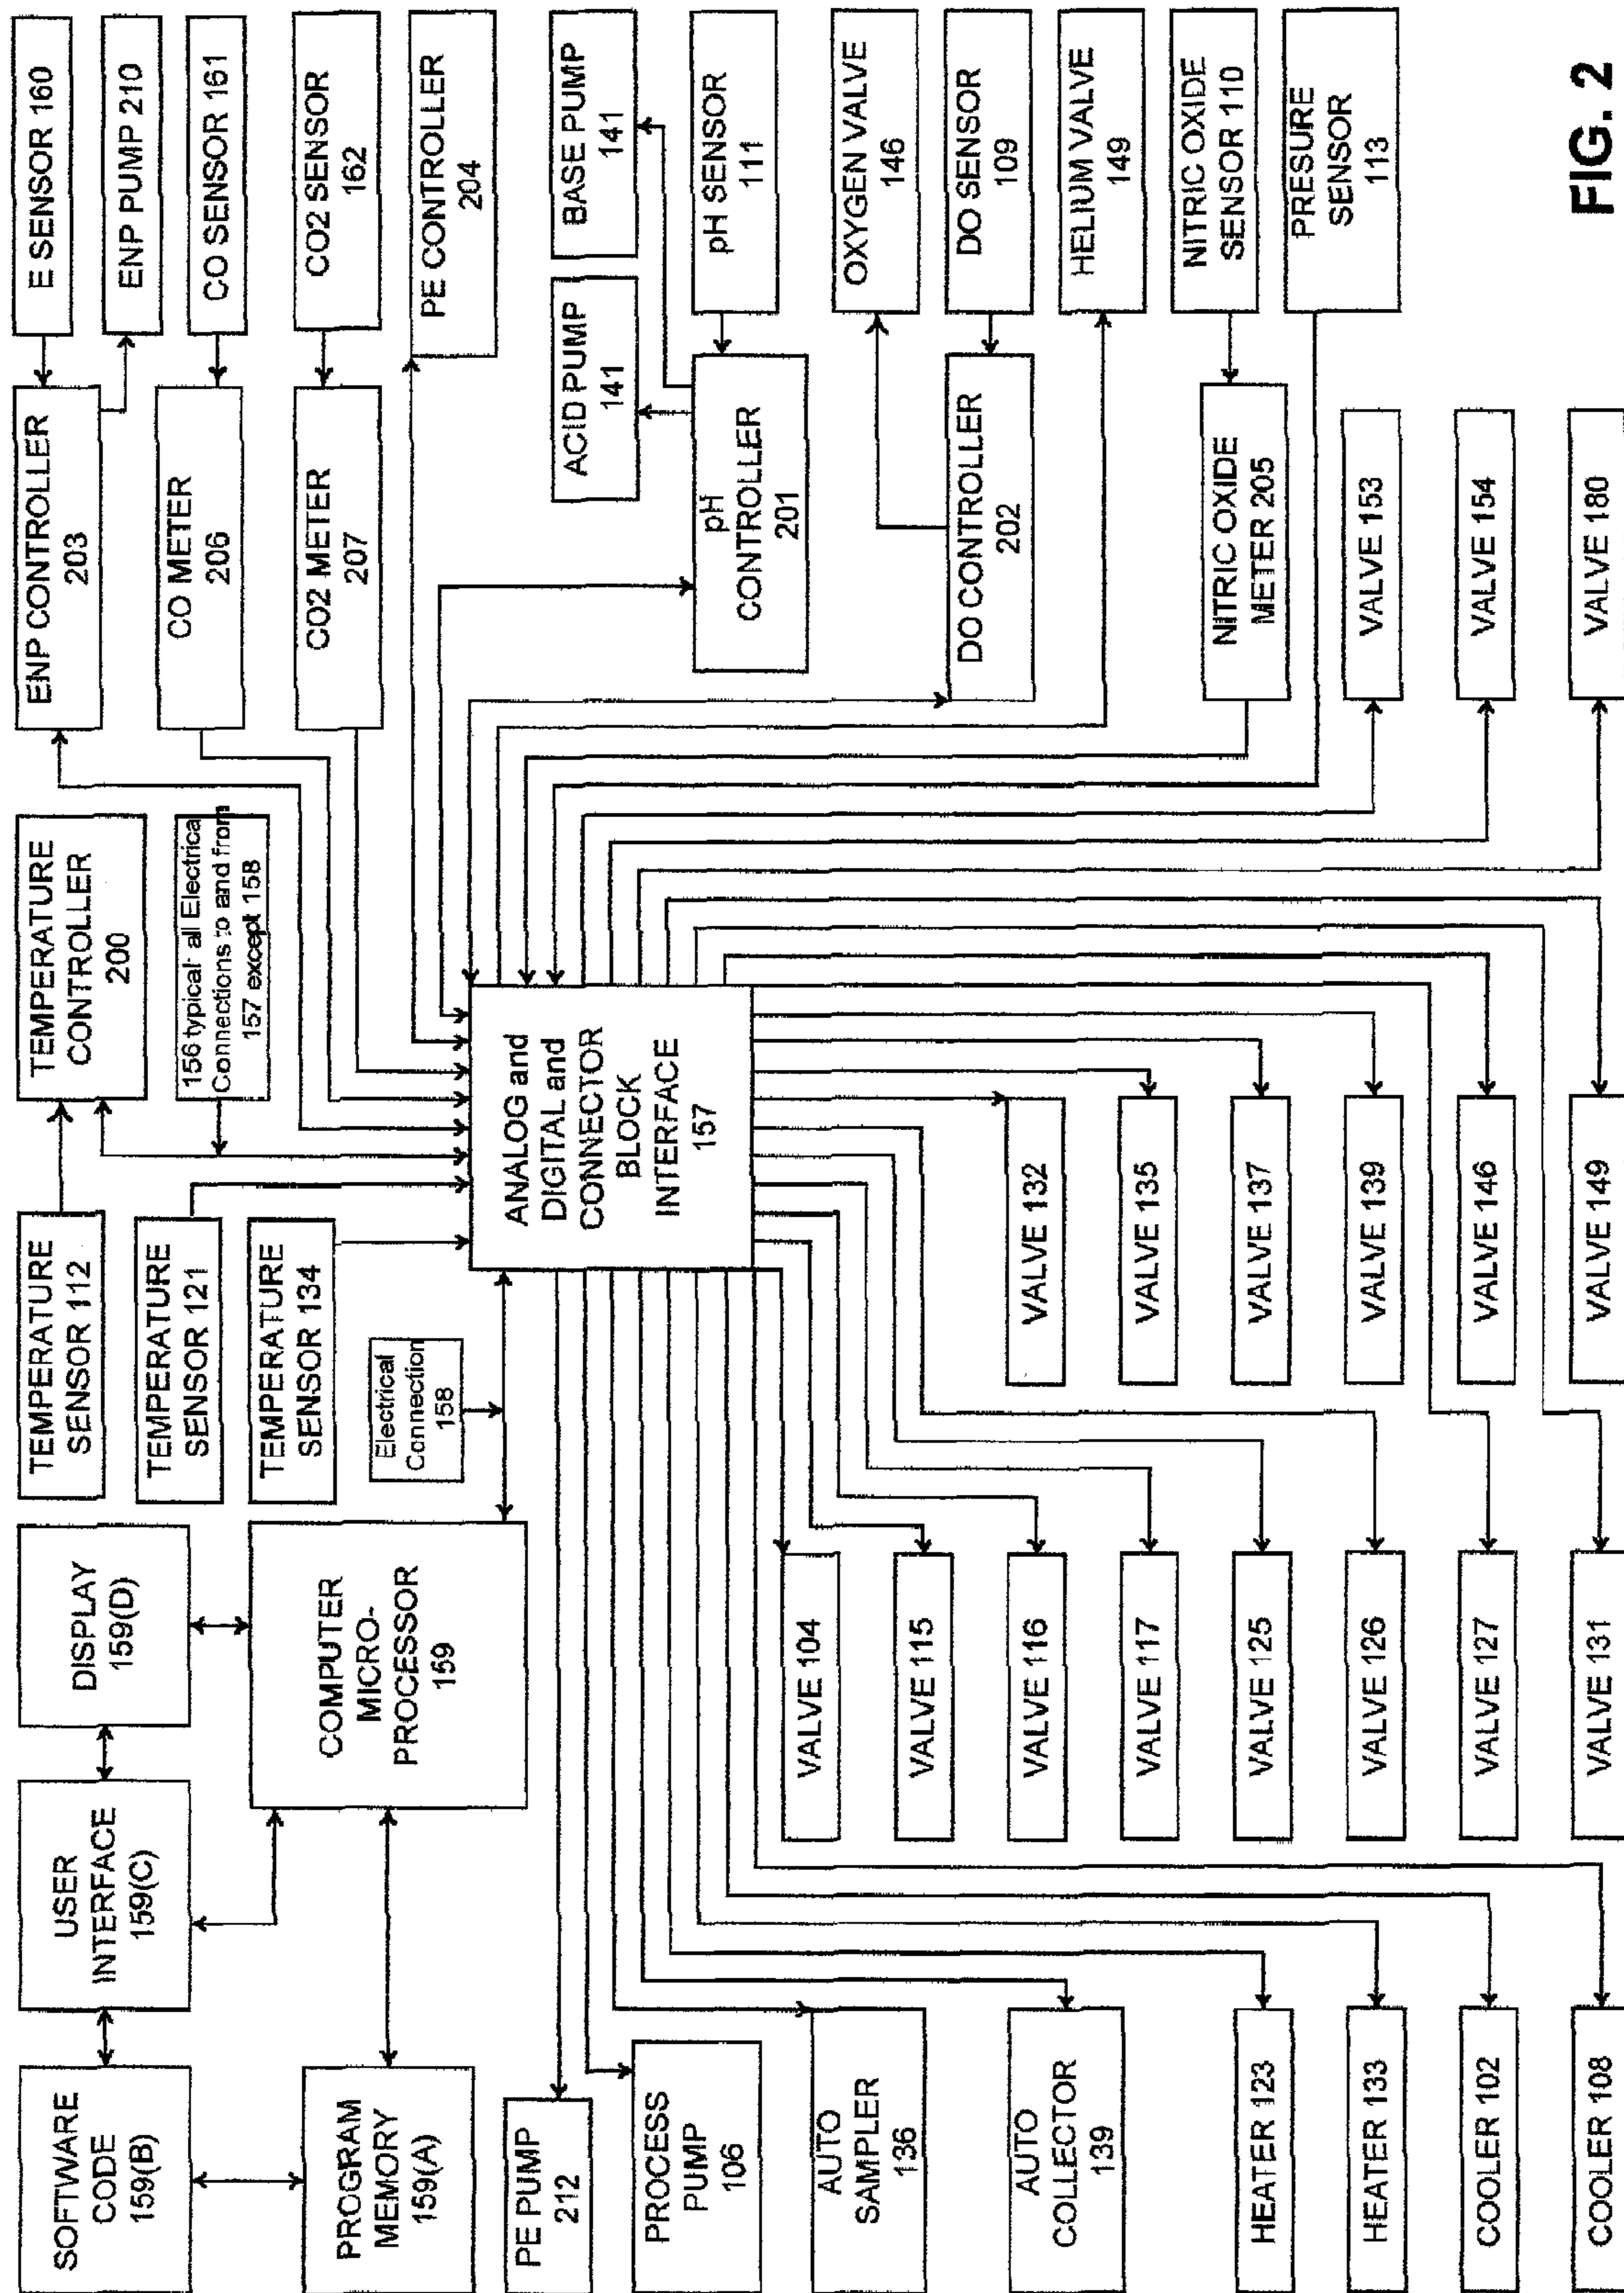 SOFTWARE
CODE
159(B)
USER
INTERFACE
159(C)
DISPLAY
159(D)
PROGRAM
MEMORY
159(A)
COMPUTER
MICRO-
PROCESSOR
159
TEMPERATURE
SENSOR 112
TEMPERATURE
SENSOR 121
TEMPERATURE
SENSOR 134
Electrical
Connection
158
TEMPERATURE
CONTROLLER
200
156 typical all Electrica
Connections to and from
157 except 158
ENP CONTROLLER
203
CO METER
206
CO2 METER
207
E SENSOR 160
ENP PUMP 210
CO SENSOR 161
CO2 SENSOR
162
PE CONTROLLER
204
ANALOG and
DIGITAL and
CONNECTOR
BLOCK
INTERFACE
157
ACID PUMP
141
BASE PUMP
141
pH
CONTROLLER
201
pH SENSOR
111
OXYGEN VALVE
146
DO CONTROLLER
202
DO SENSOR
109
HELIUM VALVE
149
NITRIC OXIDE
METER 205
NITRIC OXIDE
SENSOR 110
PRESURE
SENSOR
113
PE PUMP
212
PROCESS
PUMP
106
AUTO
SAMPLER
136
AUTO
COLLECTOR
139
HEATER 123
HEATER 133
COOLER 102
COOLER 108
VALVE 104
VALVE 115
VALVE 116
VALVE 117
VALVE 125
VALVE 126
VALVE 127
VALVE 131
VALVE 132
VALVE 135
VALVE 137
VALVE 139
VALVE 146
VALVE 149
VALVE 153
VALVE 154
VALVE 180
FIG. 2